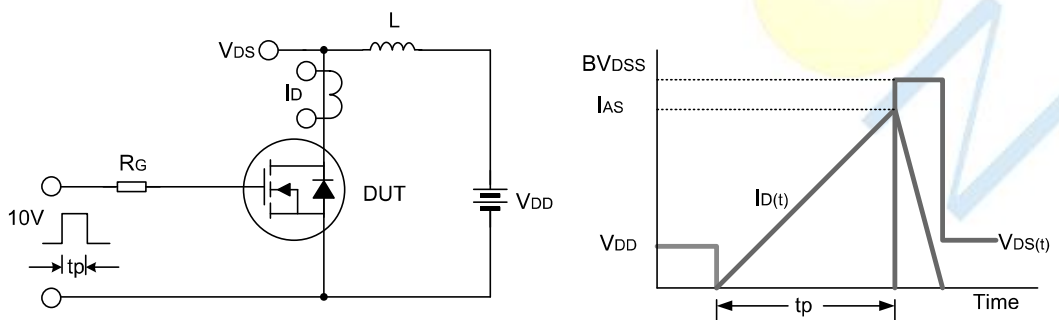 VDS
L
ID
RG
DUT
VDD
10V
tp
BVDSS
IAS
ID(t)
VDD
VDS(t)
tp
Time